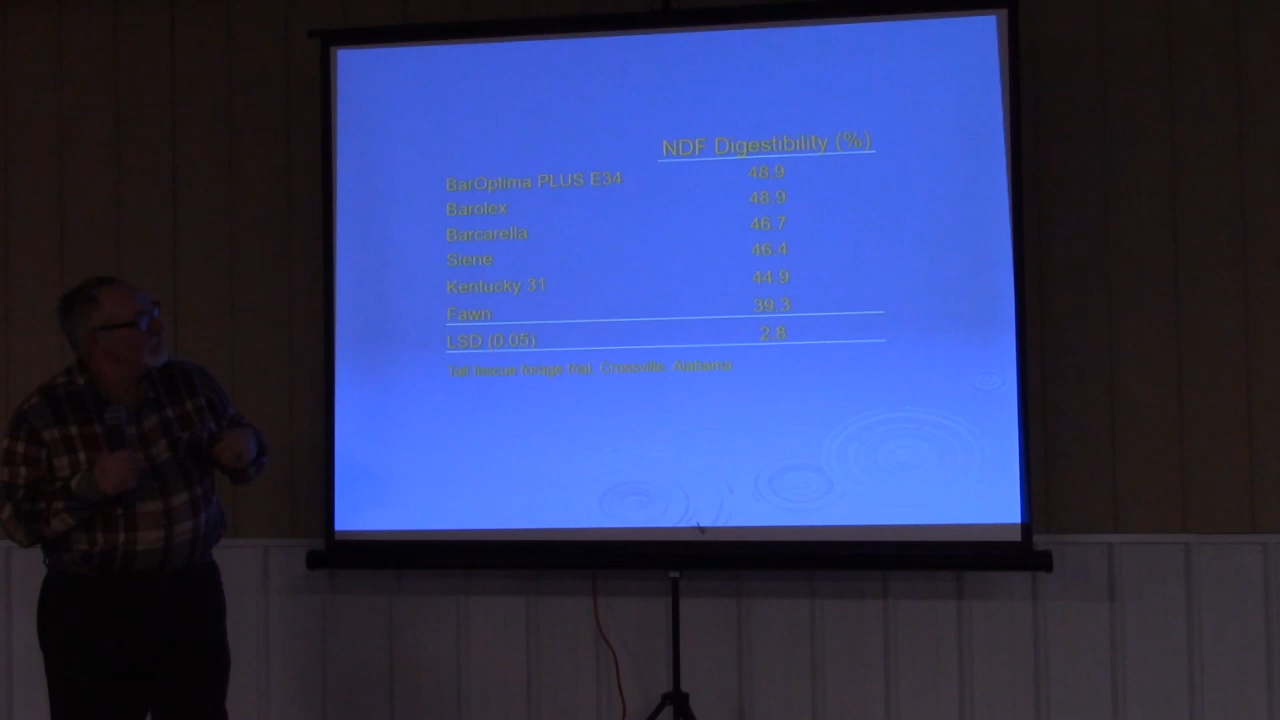 NDF Digestibility (%)
BarOptima PLUS E34 48.9
Barolex 48.9
Barcarella 46.7
Siene 46.4
Kentucky 31 44.9
Fawn 39.3
LSD (0.05) 2.8
Tall fescue forage trial, Crossville, Alabama